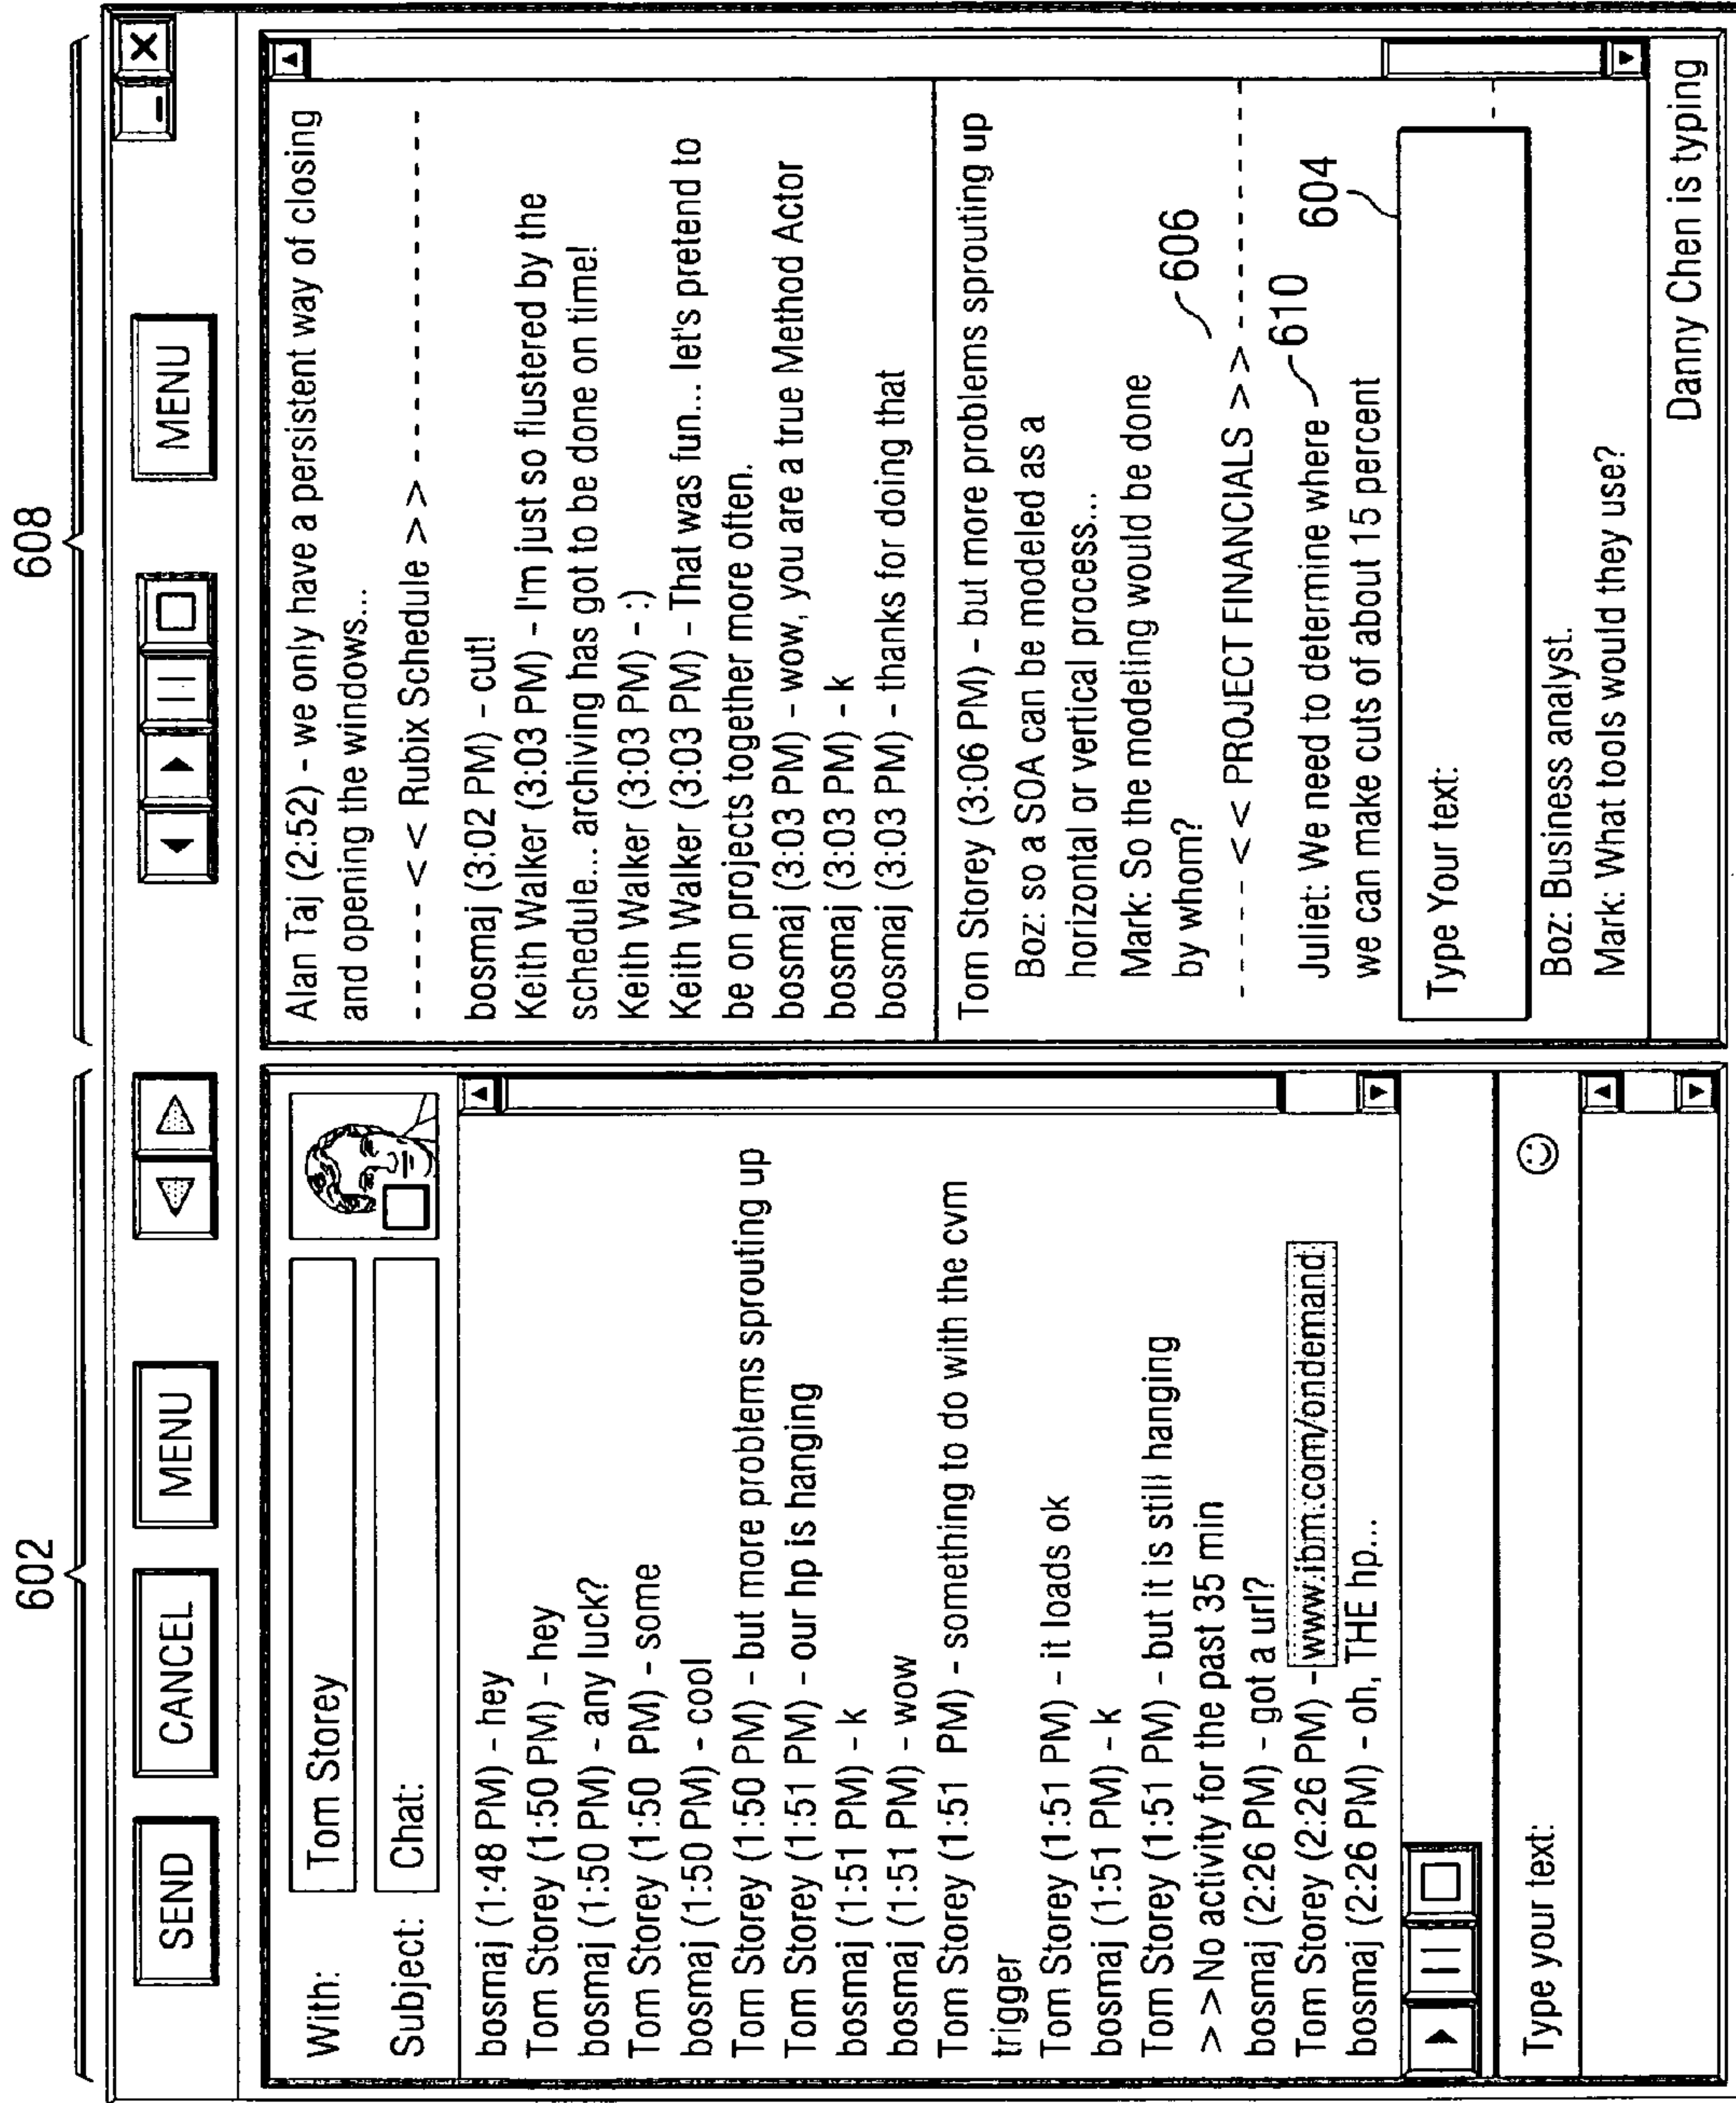 602
608
SEND
CANCEL
MENU
MENU
With:
Tom Storey
Subject:
Chat:
bosmaj (1:48 PM) – hey
Tom Storey (1:50 PM) – hey
bosmaj (1:50 PM) – any luck?
Tom Storey (1:50 PM) – some
bosmaj (1:50 PM) – cool
Tom Storey (1:50 PM) – but more problems sprouting up
Tom Storey (1:51 PM) – our hp is hanging
bosmaj (1:51 PM) – k
bosmaj (1:51 PM) – wow
Tom Storey (1:51 PM) – something to do with the cvm
trigger
Tom Storey (1:51 PM) – it loads ok
bosmaj (1:51 PM) – k
Tom Storey (1:51 PM) – but it is still hanging
> > No activity for the past 35 min
bosmaj (2:26 PM) – got a url?
Tom Storey (2:26 PM) – www.ibm.com/ondemand
bosmaj (2:26 PM) – oh, THE hp...
Type your text:
Alan Taj (2:52) – we only have a persistent way of closing
and opening the windows...
- - - - - < < Rubix Schedule > > - - - - - - - - - - - - - - - - -
bosmaj (3:02 PM) – cut!
Keith Walker (3:03 PM) – I'm just so flustered by the
schedule... archiving has got to be done on time!
Keith Walker (3:03 PM) – :)
Keith Walker (3:03 PM) – That was fun... let's pretend to
be on projects together more often.
bosmaj (3:03 PM) – wow, you are a true Method Actor
bosmaj (3:03 PM) – k
bosmaj (3:03 PM) – thanks for doing that
Tom Storey (3:06 PM) – but more problems sprouting up
Boz: so a SOA can be modeled as a
horizontal or vertical process...
Mark: So the modeling would be done
by whom?
606
- - - - - < < PROJECT FINANCIALS > > - - - - - - - - - - -
Juliet: We need to determine where
610
we can make cuts of about 15 percent
604
Type Your text:
Boz: Business analyst.
Mark: What tools would they use?
Danny Chen is typing